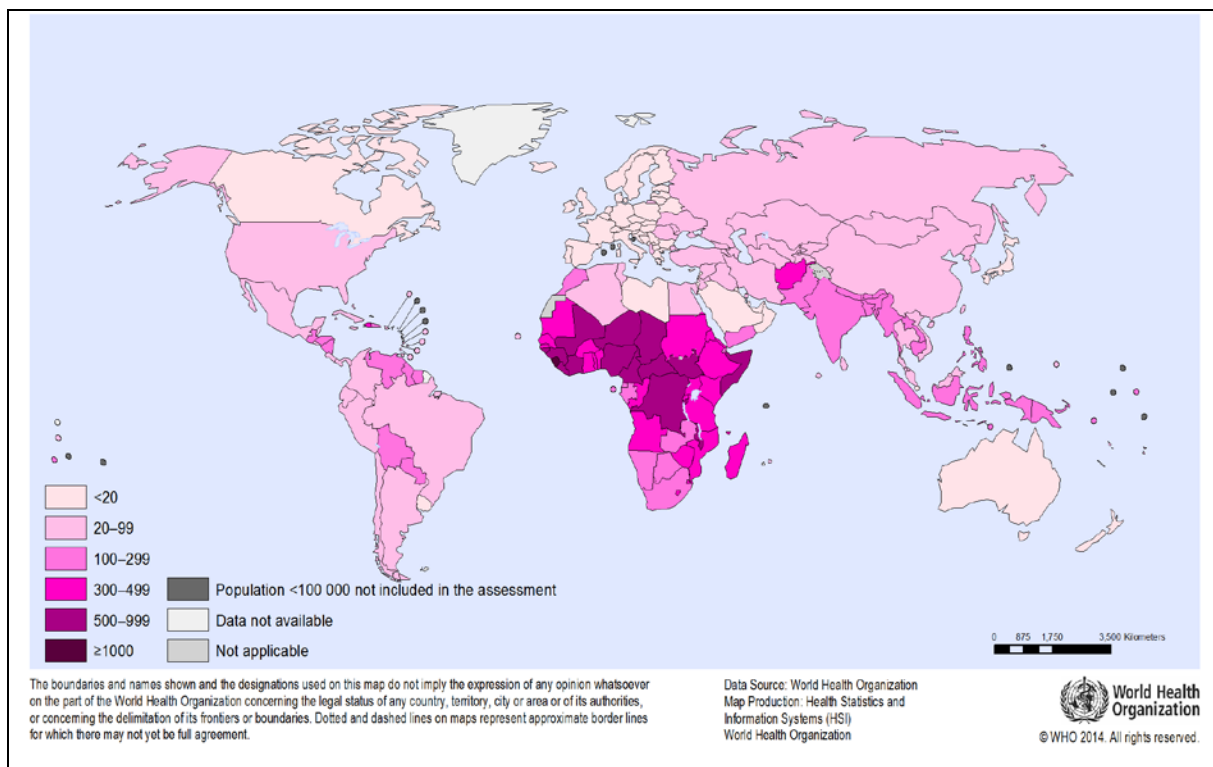 <20
20–99
100–299
300–499
500–999
≥1000
Population <100 000 not included in the assessment
Data not available
Not applicable
0 875 1,750 3,500 Kilometers
The boundaries and names shown and the designations used on this map do not imply the expression of any opinion whatsoever
on the part of the World Health Organization concerning the legal status of any country, territory, city or area or of its authorities,
or concerning the delimitation of its frontiers or boundaries. Dotted and dashed lines on maps represent approximate border lines
for which there may not yet be full agreement.
Data Source: World Health Organization
Map Production: Health Statistics and
Information Systems (HSI)
World Health Organization
World Health
Organization
© WHO 2014. All rights reserved.